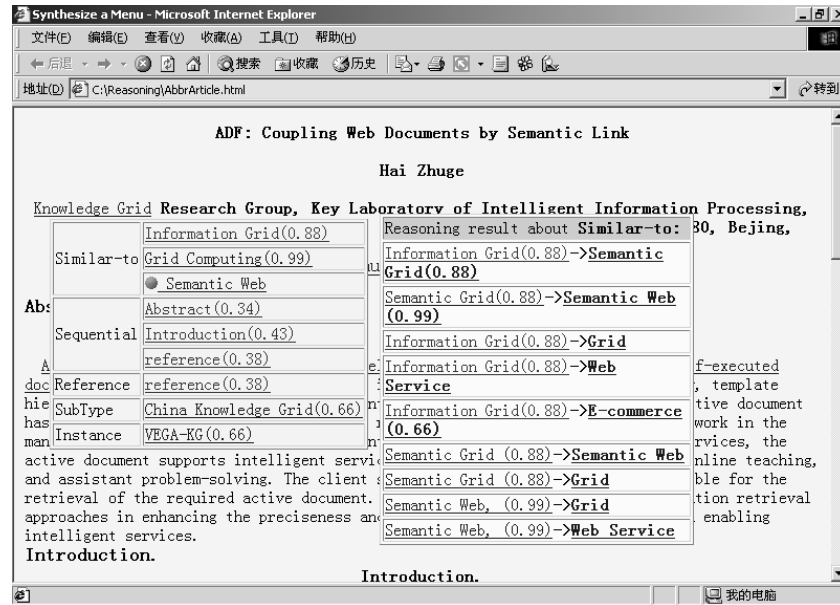 Synthesize a Menu - Microsoft Internet Explorer
文件(F) 编辑(E) 查看(V) 收藏(A) 工具(T) 帮助(H)
后退 搜索 收藏 历史
地址(D) C:\Reasoning\AbbrArticle.html 转到
ADF: Coupling Web Documents by Semantic Link
Hai Zhuge
Knowledge Grid Research Group, Key Laboratory of Intelligent Information Processing,
80, Bejing,
Similar-to
Information Grid(0.88)
Grid Computing(0.99)
Semantic Web
Sequential
Abstract(0.34)
Introduction(0.43)
reference(0.38)
Reference reference(0.38)
SubType China Knowledge Grid(0.66)
Instance VEGA-KG(0.66)
Reasoning result about Similar-to:
Information Grid(0.88)->Semantic
Grid(0.88)
Semantic Grid(0.88)->Semantic Web
(0.99)
Information Grid(0.88)->Grid
Information Grid(0.88)->Web
Service
Information Grid(0.88)->E-commerce
(0.66)
Semantic Grid (0.88)->Semantic Web
Semantic Grid (0.88)->Grid
Semantic Web, (0.99)->Grid
Semantic Web, (0.99)->Web Service
Abs
A f-executed
doc , template
hie tive document
has work in the
man rvices, the
active document supports intelligent servi nline teaching,
and assistant problem-solving. The client ble for the
retrieval of the required active document. tion retrieval
approaches in enhancing the preciseness an enabling
intelligent services.
Introduction.
Introduction.
我的电脑